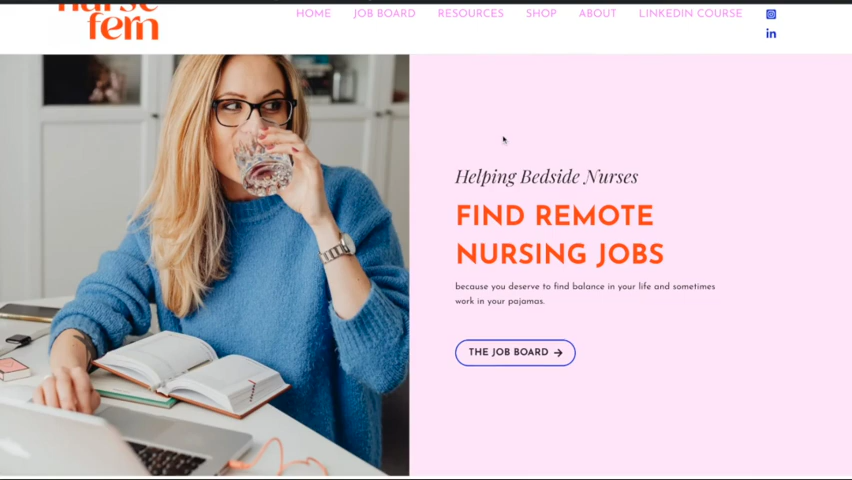 nurse
fern
HOME JOB BOARD RESOURCES SHOP ABOUT LINKEDIN COURSE
in
Helping Bedside Nurses
FIND REMOTE
NURSING JOBS
because you deserve to find balance in your life and sometimes
work in your pajamas.
THE JOB BOARD →